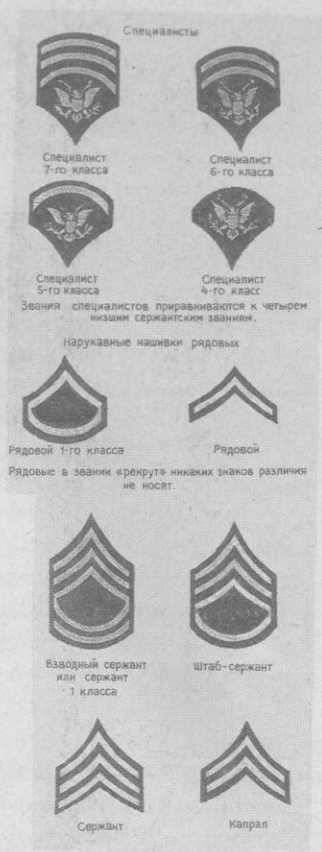 Специалисты
Специалист
7-го класса
Специалист
6-го класса
Специалист
5-го класса
Специалист
4-го класс
Звания специалистов приравниваются к четырем
низшим сержантским званиям.
Нарукавные нашивки рядовых
Рядовой 1-го класса
Рядовой
Рядовые в звании «рекрут» никаких знаков различия
не носят.
Взводный сержант
или сержант
1 класса
Штаб-сержант
Сержант
Капрал